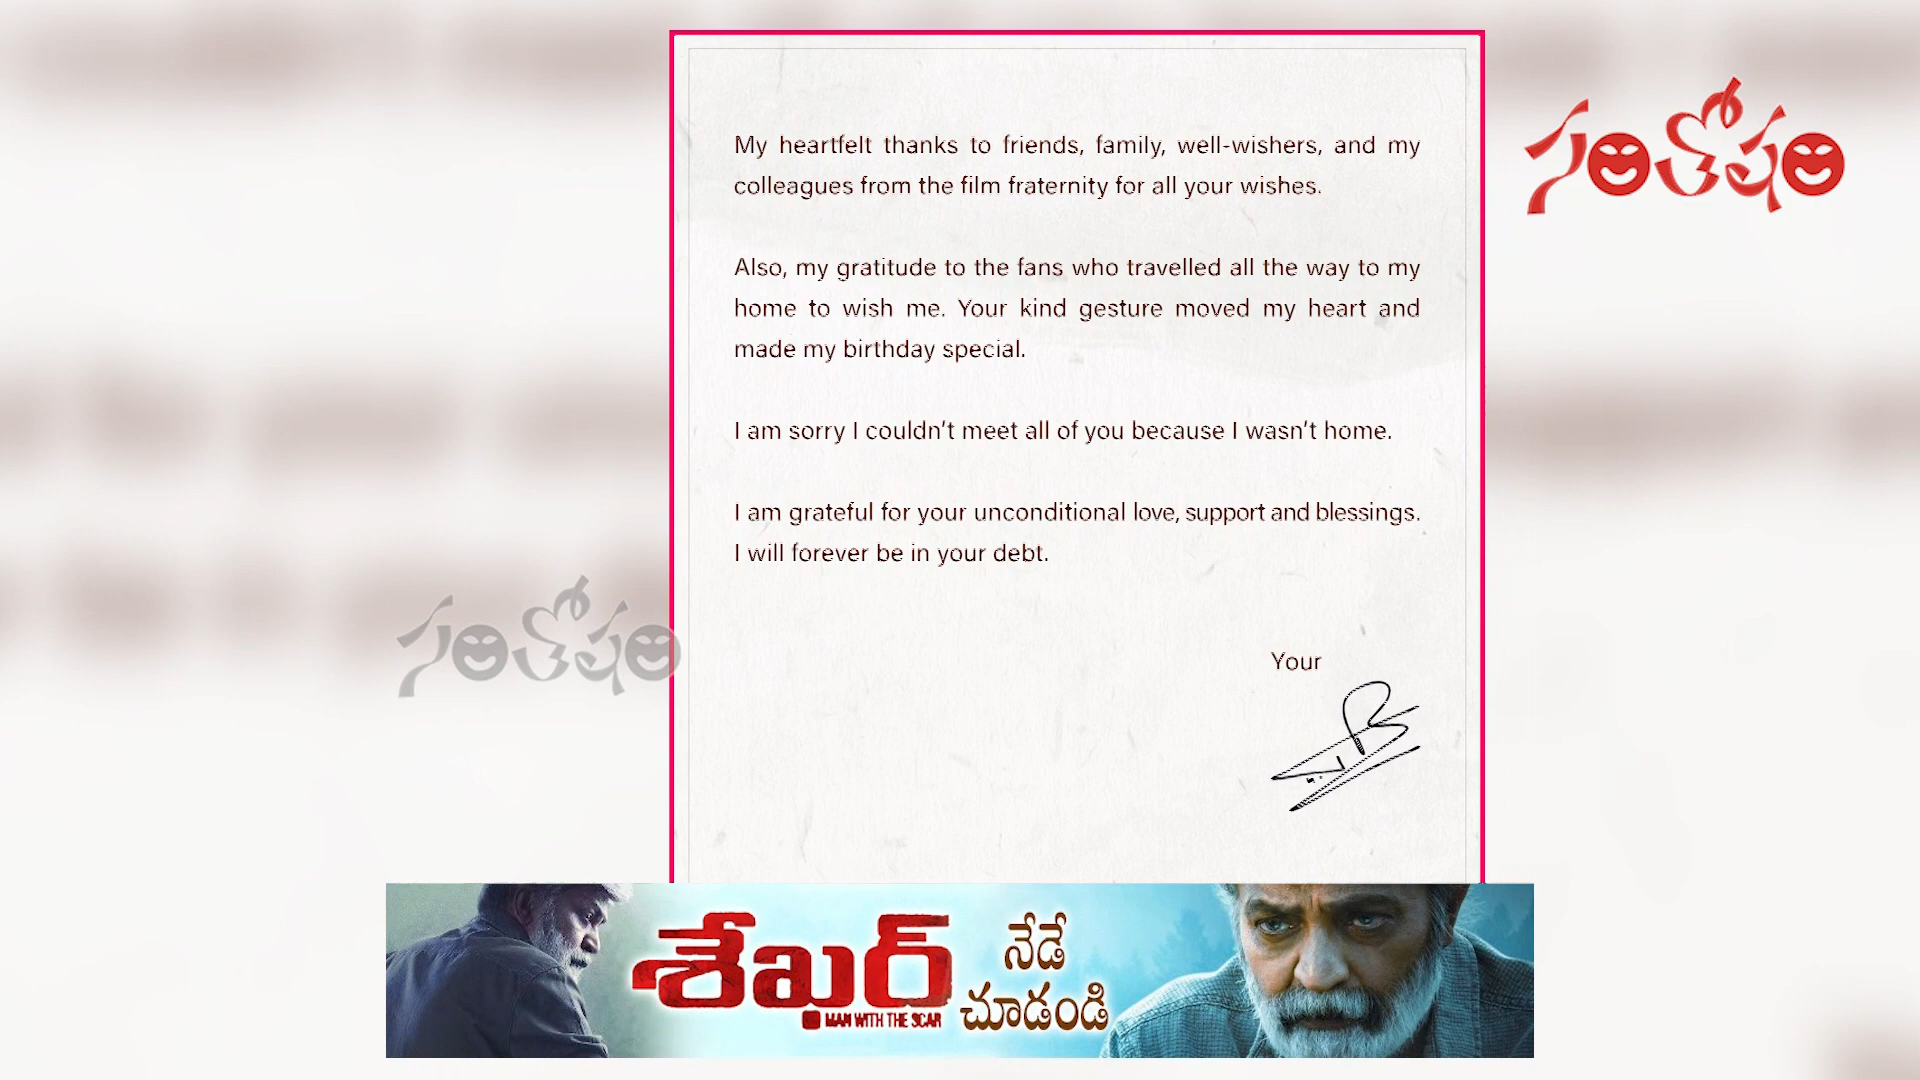 My heartfelt thanks to friends, family, well-wishers, and my
colleagues from the film fraternity for all your wishes.
Also, my gratitude to the fans who travelled all the way to my
home to wish me. Your kind gesture moved my heart and
made my birthday special.
I am sorry I couldn't meet all of you because I wasn't home.
I am grateful for your unconditional love, support and blessings.
I will forever be in your debt.
Your
సంతోషం
సంతోషం
శేఖర్
MAN WITH THE SCAR
నేడే
చూడండి